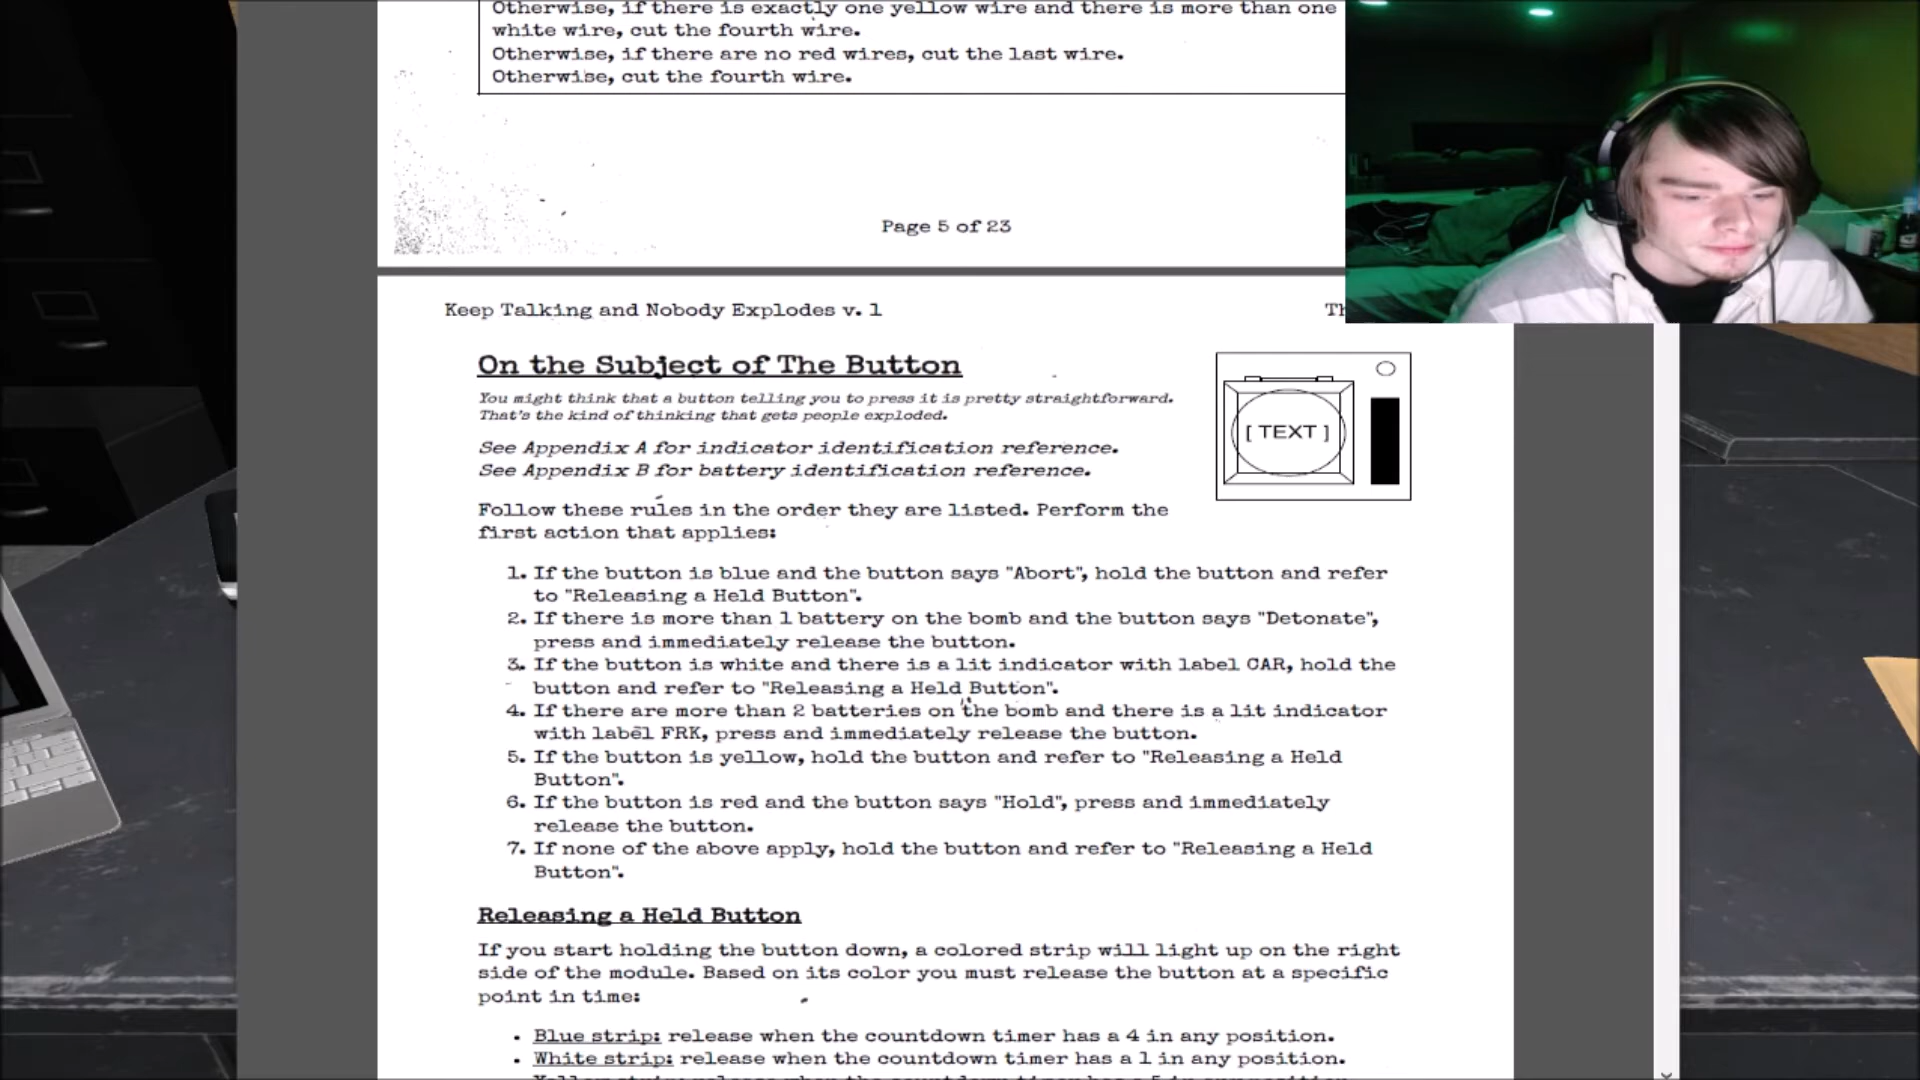 Otherwise, if there is exactly one yellow wire and there is more than one
white wire, cut the fourth wire.
Otherwise, if there are no red wires, cut the last wire.
Otherwise, cut the fourth wire.
Page 5 of 23
Keep Talking and Nobody Explodes v. 1
On the Subject of The Button
You might think that a button telling you to press it is pretty straightforward.
That's the kind of thinking that gets people exploded.
See Appendix A for indicator identification reference.
See Appendix B for battery identification reference.
[ TEXT ]
Follow these rules in the order they are listed. Perform the
first action that applies:
1. If the button is blue and the button says "Abort", hold the button and refer
to "Releasing a Held Button".
2. If there is more than 1 battery on the bomb and the button says "Detonate",
press and immediately release the button.
3. If the button is white and there is a lit indicator with label CAR, hold the
button and refer to "Releasing a Held Button".
4. If there are more than 2 batteries on the bomb and there is a lit indicator
with label FRK, press and immediately release the button.
5. If the button is yellow, hold the button and refer to "Releasing a Held
Button".
6. If the button is red and the button says "Hold", press and immediately
release the button.
7. If none of the above apply, hold the button and refer to "Releasing a Held
Button".
Releasing a Held Button
If you start holding the button down, a colored strip will light up on the right
side of the module. Based on its color you must release the button at a specific
point in time:
• Blue strip: release when the countdown timer has a 4 in any position.
• White strip: release when the countdown timer has a 1 in any position.